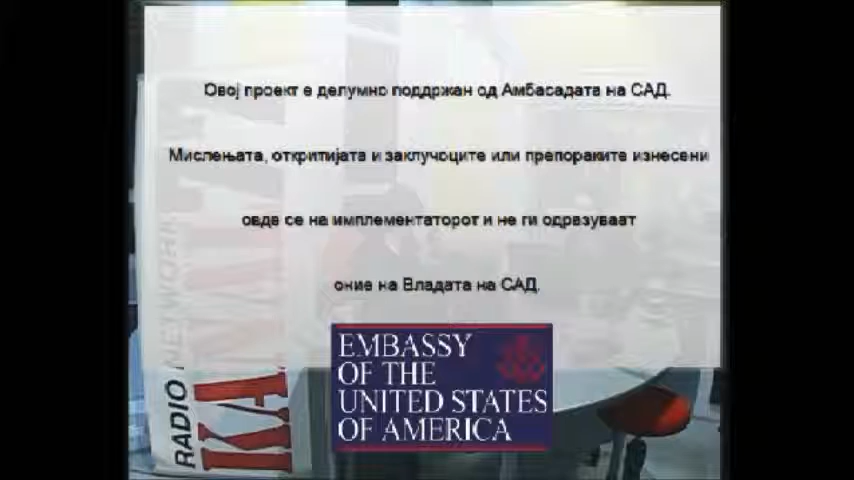 Овој проект е делумно поддржан од Амбасадата на САД.
Мислењата, откритијата и заклучоците или препораките изнесени
овде се на имплементаторот и не ги одразуваат
оние на Владата на САД.
EMBASSY
OF THE
UNITED STATES
OF AMERICA
RADIO NETWORK